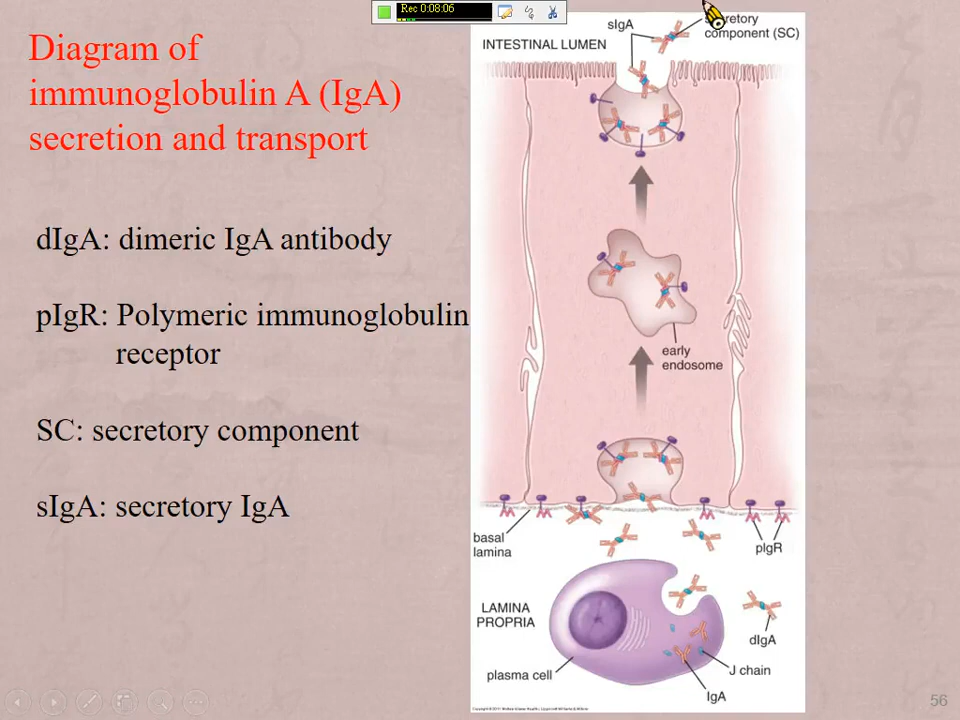 Rec 0:08:06
Diagram of
immunoglobulin A (IgA)
secretion and transport
dIgA: dimeric IgA antibody
pIgR: Polymeric immunoglobulin
receptor
SC: secretory component
sIgA: secretory IgA
sIgA
component (SC)
INTESTINAL LUMEN
early
endosome
basal
lamina
pIgR
LAMINA
PROPRIA
dIgA
plasma cell
J chain
IgA
56